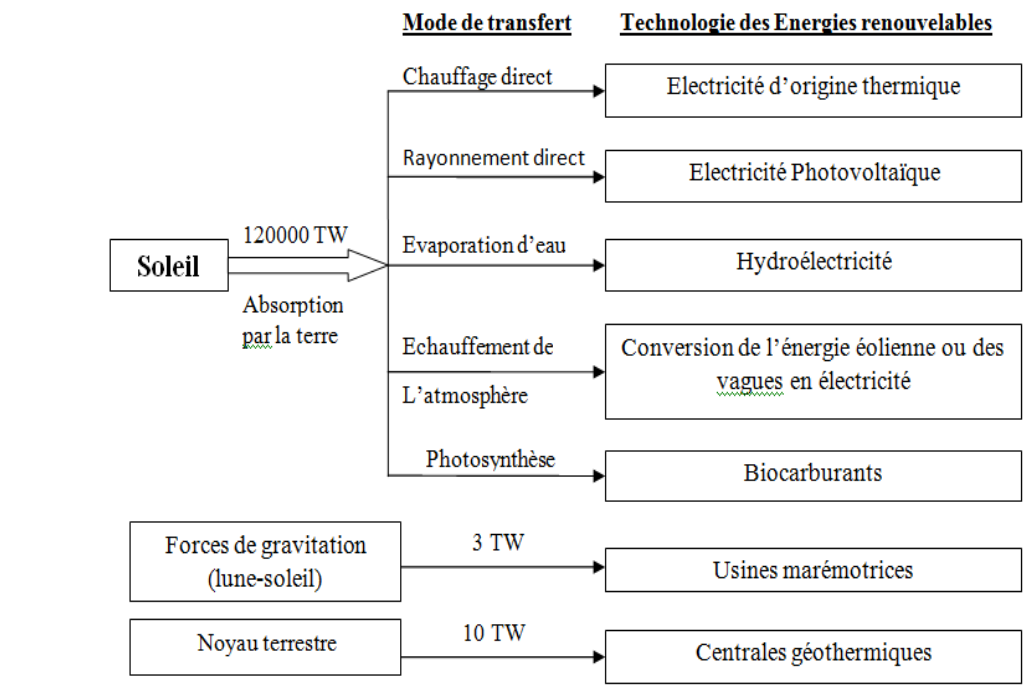 Mode de transfert
Technologie des Energies renouvelables
Chauffage direct
Electricité d’origine thermique
Rayonnement direct
Electricité Photovoltaïque
120000 TW
Soleil
Absorption
par la terre
Evaporation d’eau
Hydroélectricité
Echauffement de
L’atmosphère
Conversion de l’énergie éolienne ou des
vagues en électricité
Photosynthèse
Biocarburants
Forces de gravitation
(lune-soleil)
3 TW
Usines marémotrices
Noyau terrestre
10 TW
Centrales géothermiques